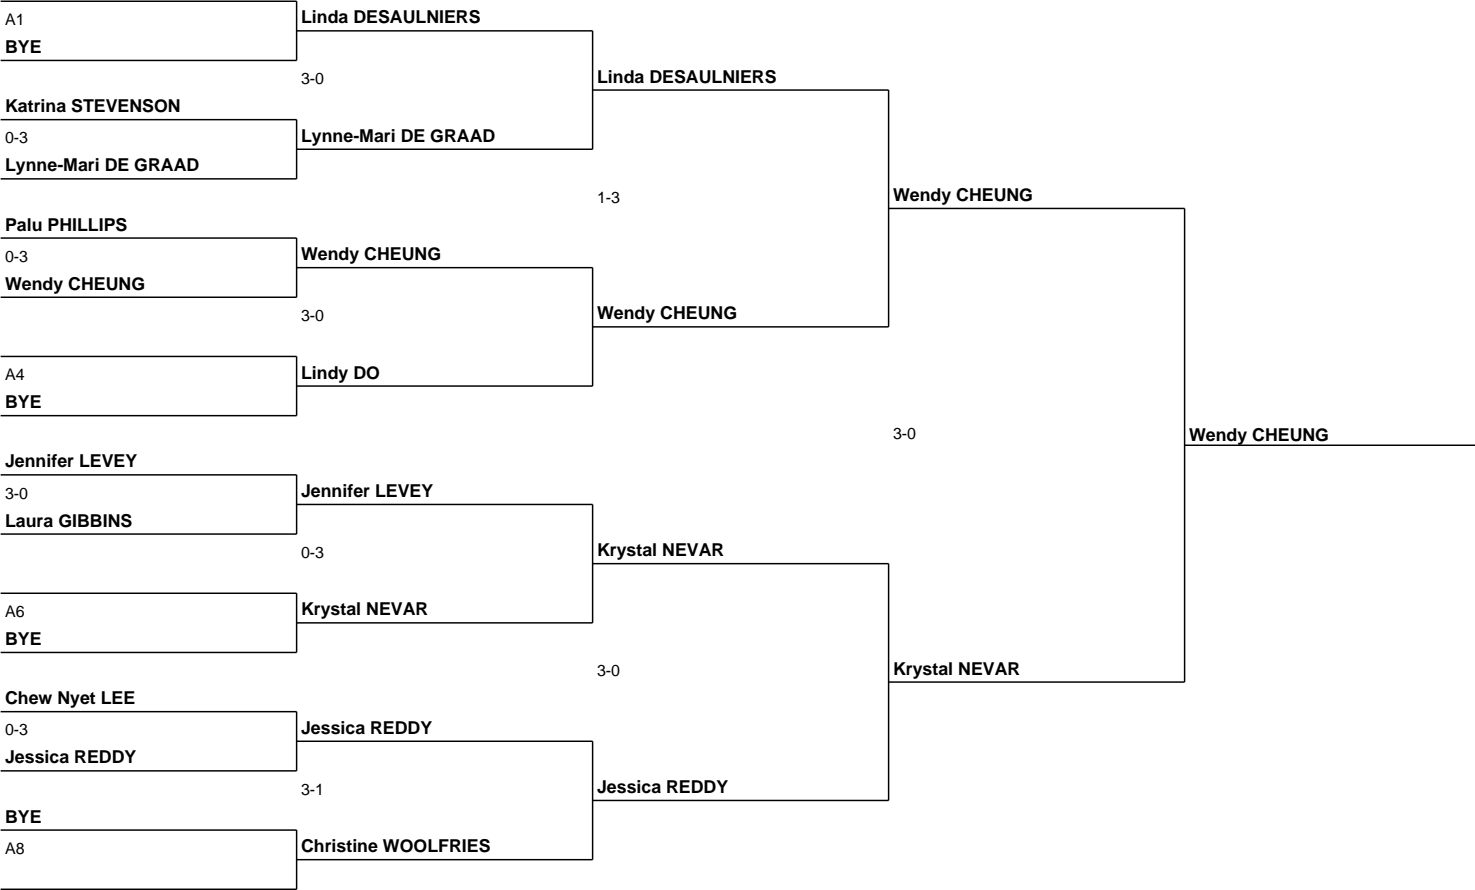 A1
BYE
Linda DESAULNIERS
3-0
Katrina STEVENSON
0-3
Lynne-Mari DE GRAAD
Lynne-Mari DE GRAAD
Linda DESAULNIERS
1-3
Palu PHILLIPS
0-3
Wendy CHEUNG
Wendy CHEUNG
3-0
A4
BYE
Lindy DO
Wendy CHEUNG
Wendy CHEUNG
3-0
Wendy CHEUNG
Jennifer LEVEY
3-0
Laura GIBBINS
Jennifer LEVEY
0-3
A6
BYE
Krystal NEVAR
Krystal NEVAR
3-0
Krystal NEVAR
Chew Nyet LEE
0-3
Jessica REDDY
Jessica REDDY
3-1
BYE
A8
Christine WOOLFRIES
Jessica REDDY